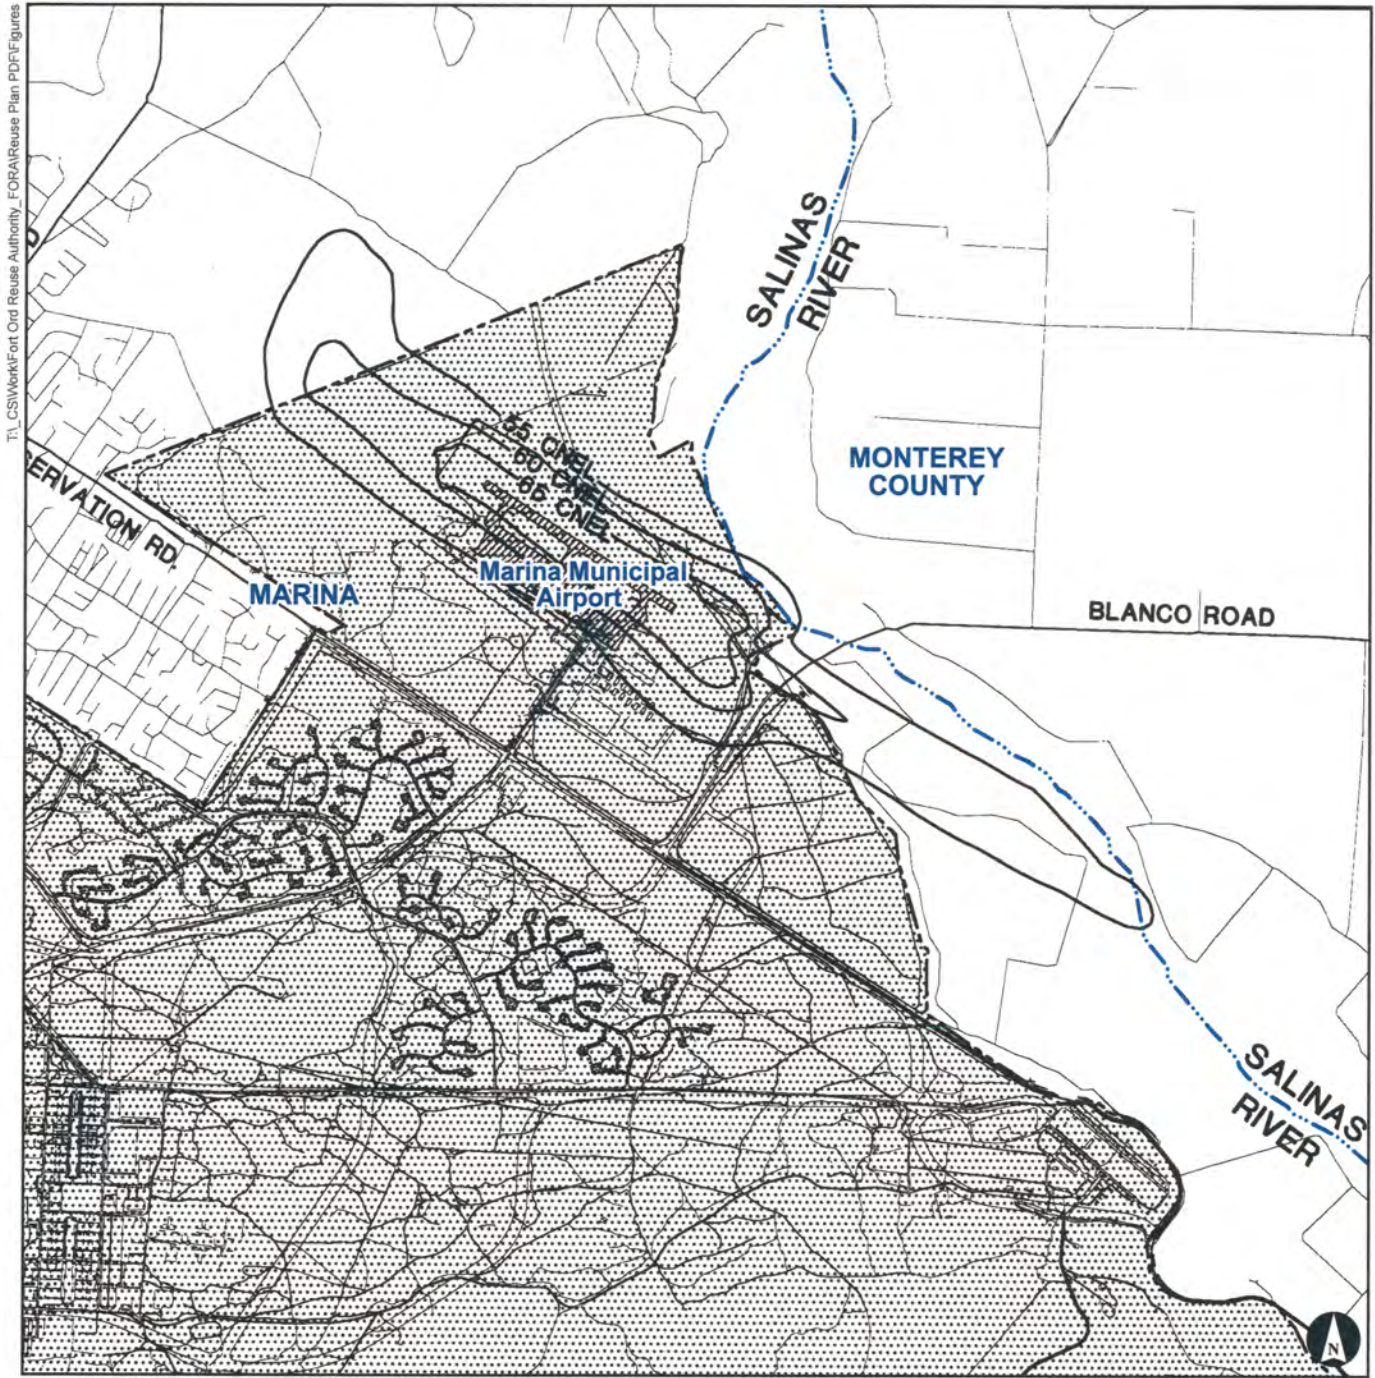 T:\_CS\Work\Fort Ord Reuse Authority_FORA\Reuse Plan PDF\Figures
SALINAS
RIVER
55 CNEL
60 CNEL
65 CNEL
MONTEREY
COUNTY
SERVATION RD.
MARINA
Marina Municipal
Airport
BLANCO ROAD
SALINAS
RIVER
N